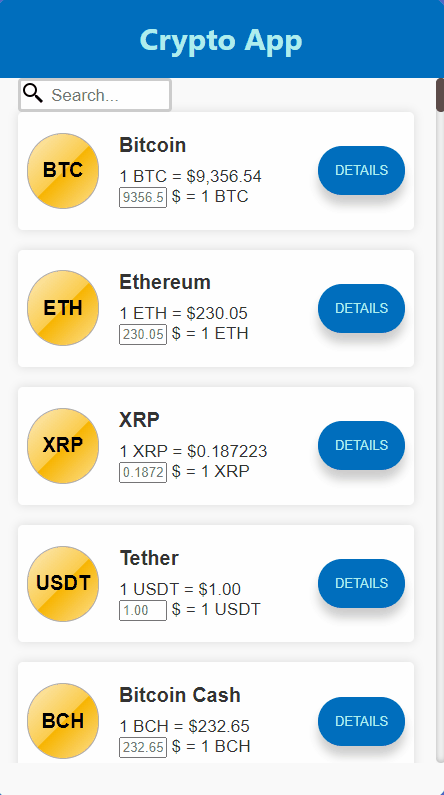 Crypto App
Search...
BTC
Bitcoin
1 BTC = $9,356.54
9356.5 $ = 1 BTC
DETAILS
ETH
Ethereum
1 ETH = $230.05
230.05 $ = 1 ETH
DETAILS
XRP
XRP
1 XRP = $0.187223
0.1872 $ = 1 XRP
DETAILS
USDT
Tether
1 USDT = $1.00
1.00 $ = 1 USDT
DETAILS
BCH
Bitcoin Cash
1 BCH = $232.65
232.65 $ = 1 BCH
DETAILS